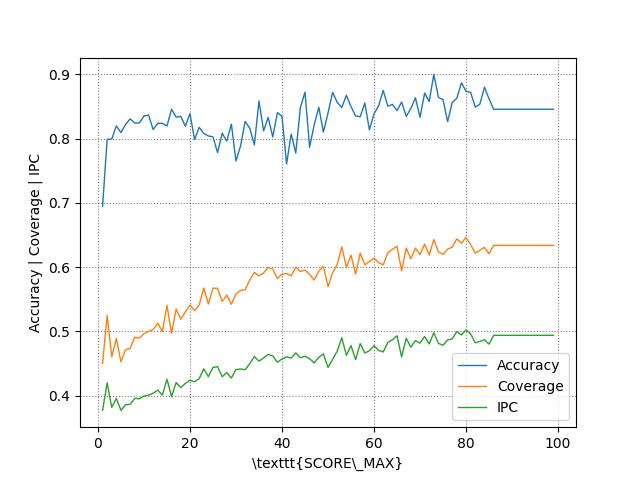 0.9
0.8
0.7
0.6
0.5
0.4
Accuracy | Coverage | IPC
Accuracy
Coverage
IPC
0 20 40 60 80 100
\texttt{SCORE\_MAX}